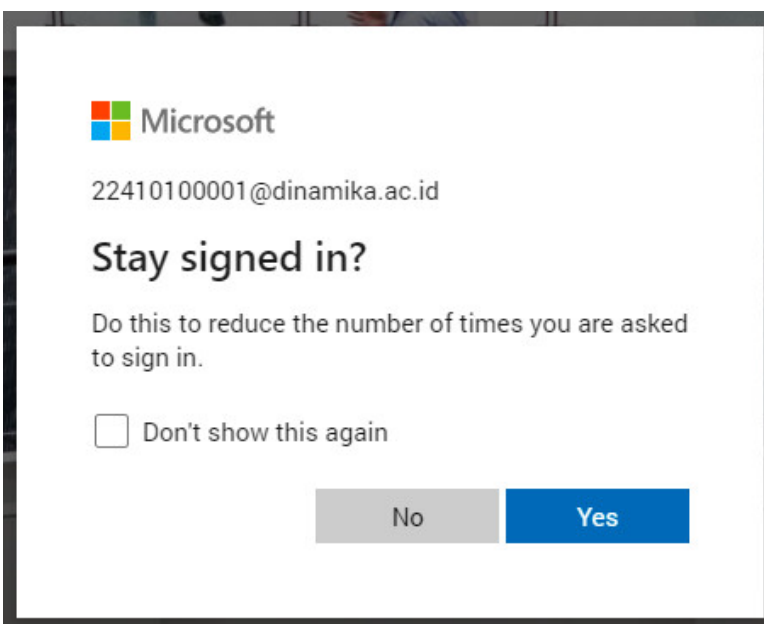 Microsoft
22410100001@dinamika.ac.id
Stay signed in?
Do this to reduce the number of times you are asked
to sign in.
Don't show this again
No
Yes